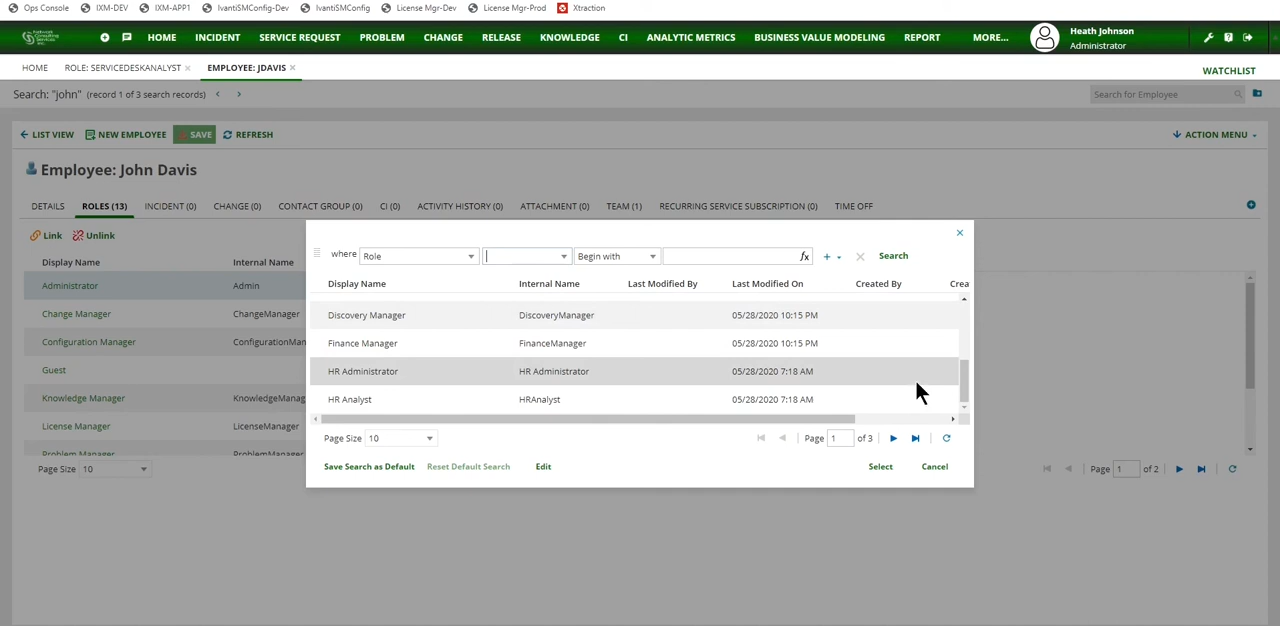 Ops Console IXM-DEV IXM-APP1 IvantiSMConfig-Dev IvantiSMConfig License Mgr-Dev License Mgr-Prod Xtraction
HOME INCIDENT SERVICE REQUEST PROBLEM CHANGE RELEASE KNOWLEDGE CI ANALYTIC METRICS BUSINESS VALUE MODELING REPORT MORE... Heath Johnson
Administrator
HOME ROLE: SERVICEDESKANALYST × EMPLOYEE: JDAVIS × WATCHLIST
Search: "john" (record 1 of 3 search records) < > Search for Employee
LIST VIEW NEW EMPLOYEE SAVE REFRESH ACTION MENU
Employee: John Davis
DETAILS ROLES (13) INCIDENT (0) CHANGE (0) CONTACT GROUP (0) CI (0) ACTIVITY HISTORY (0) ATTACHMENT (0) TEAM (1) RECURRING SERVICE SUBSCRIPTION (0) TIME OFF
Link Unlink
Display Name Internal Name
Administrator Admin
Change Manager ChangeManager
Configuration Manager ConfigurationMan
Guest
Knowledge Manager KnowledgeManag
License Manager LicenseManager
Problem Manager ProblemManager
Page Size 10 Page 1 of 2
where Role Begin with fx + Search
Display Name Internal Name Last Modified By Last Modified On Created By Crea
Discovery Manager DiscoveryManager 05/28/2020 10:15 PM
Finance Manager FinanceManager 05/28/2020 10:15 PM
HR Administrator HR Administrator 05/28/2020 7:18 AM
HR Analyst HRAnalyst 05/28/2020 7:18 AM
Page Size 10 Page 1 of 3
Save Search as Default Reset Default Search Edit Select Cancel